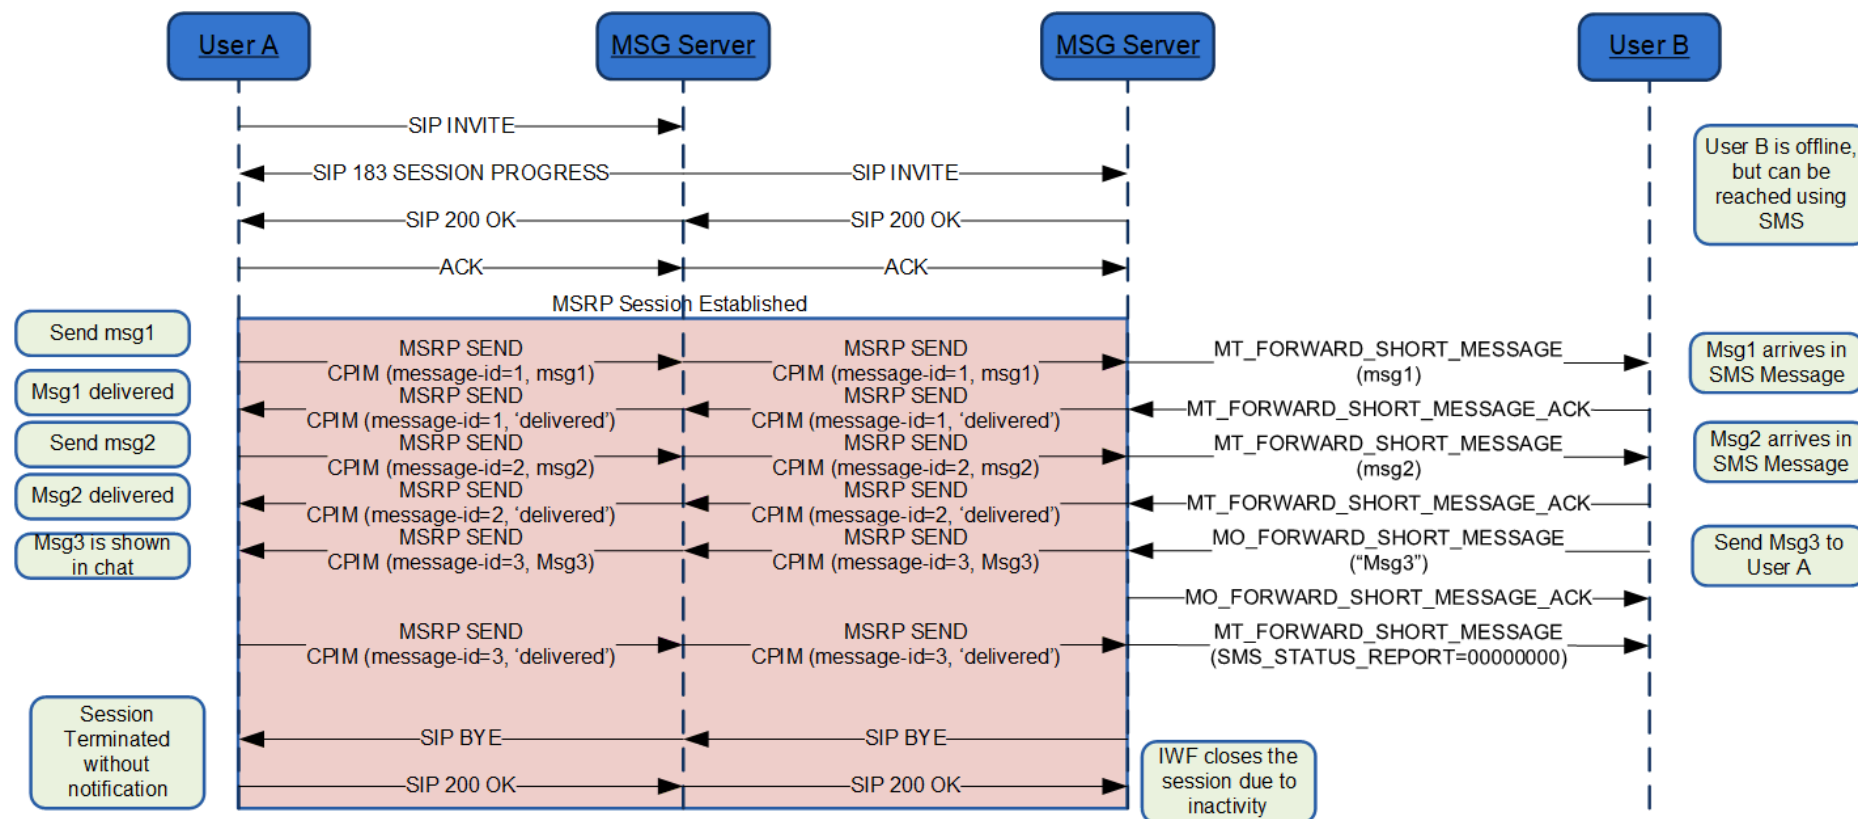 User A
MSG Server
MSG Server
User B
SIP INVITE
User B is offline,
but can be
reached using
SMS
SIP 183 SESSION PROGRESS
SIP INVITE
SIP 200 OK
SIP 200 OK
ACK
ACK
MSRP Session Established
Send msg1
MSRP SEND
CPIM (message-id=1, msg1)
MSRP SEND
CPIM (message-id=1, msg1)
MT_FORWARD_SHORT_MESSAGE
(msg1)
Msg1 arrives in
SMS Message
Msg1 delivered
MSRP SEND
CPIM (message-id=1, ‘delivered’)
MSRP SEND
CPIM (message-id=1, ‘delivered’)
MT_FORWARD_SHORT_MESSAGE_ACK
Send msg2
MSRP SEND
CPIM (message-id=2, msg2)
MSRP SEND
CPIM (message-id=2, msg2)
MT_FORWARD_SHORT_MESSAGE
(msg2)
Msg2 arrives in
SMS Message
Msg2 delivered
MSRP SEND
CPIM (message-id=2, ‘delivered’)
MSRP SEND
CPIM (message-id=2, ‘delivered’)
MT_FORWARD_SHORT_MESSAGE_ACK
Msg3 is shown
in chat
MSRP SEND
CPIM (message-id=3, Msg3)
MSRP SEND
CPIM (message-id=3, Msg3)
MO_FORWARD_SHORT_MESSAGE
(“Msg3”)
Send Msg3 to
User A
MO_FORWARD_SHORT_MESSAGE_ACK
MSRP SEND
CPIM (message-id=3, ‘delivered’)
MSRP SEND
CPIM (message-id=3, ‘delivered’)
MT_FORWARD_SHORT_MESSAGE
(SMS_STATUS_REPORT=00000000)
Session
Terminated
without
notification
SIP BYE
SIP BYE
SIP 200 OK
SIP 200 OK
IWF closes the
session due to
inactivity